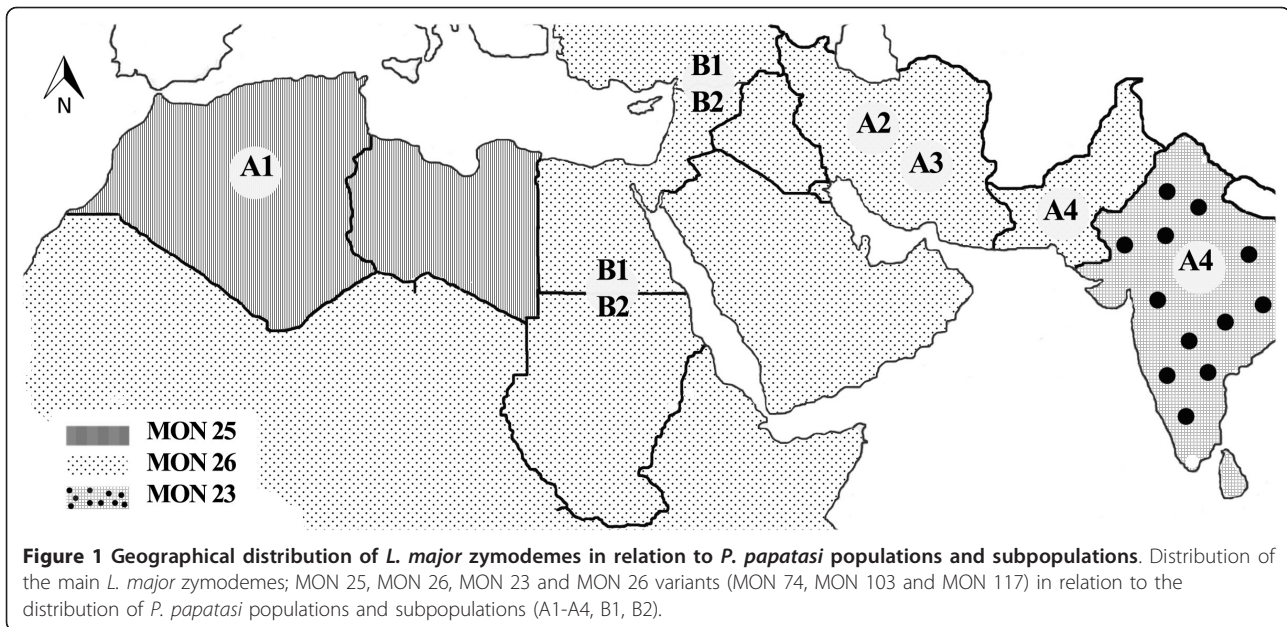 N
A1
B1
B2
A2
A3
A4
A4
B1
B2
MON 25
MON 26
MON 23
Figure 1 Geographical distribution of L. major zymodemes in relation to P. papatasi populations and subpopulations. Distribution of
the main L. major zymodemes; MON 25, MON 26, MON 23 and MON 26 variants (MON 74, MON 103 and MON 117) in relation to the
distribution of P. papatasi populations and subpopulations (A1-A4, B1, B2).